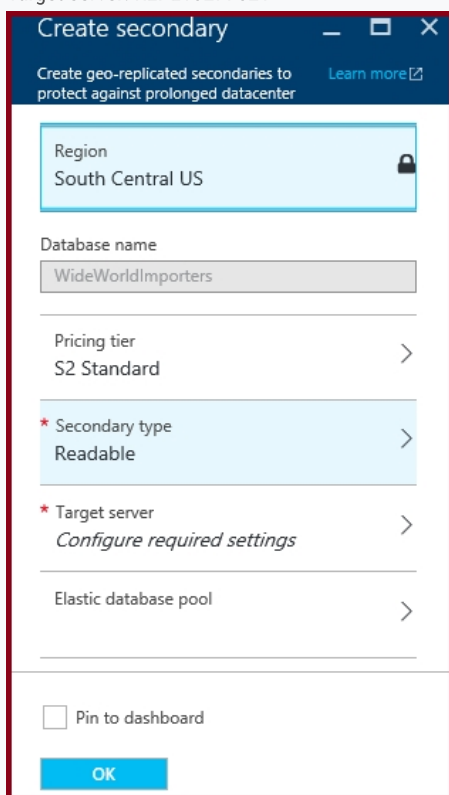 Create secondary
Create geo-replicated secondaries to
protect against prolonged datacenter
Learn more
Region
South Central US
Database name
WideWorldImporters
Pricing tier
S2 Standard
* Secondary type
Readable
* Target server
Configure required settings
Elastic database pool
Pin to dashboard
OK